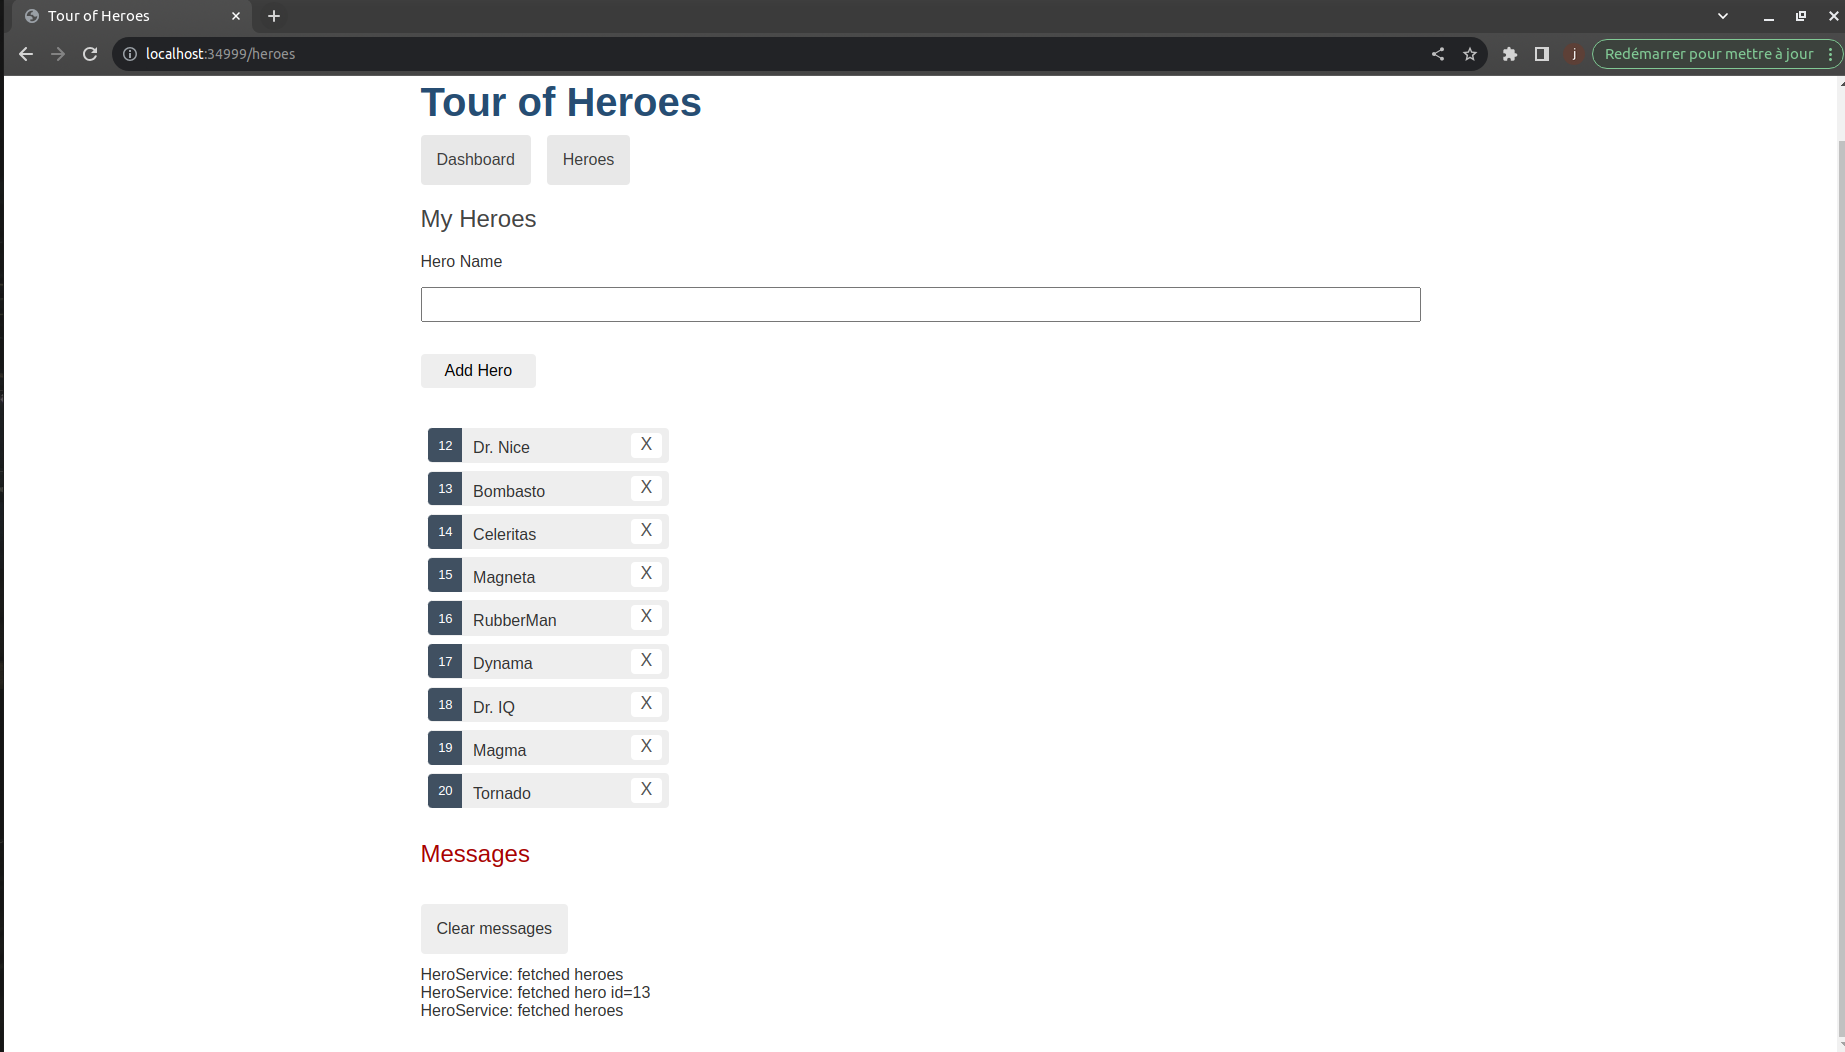 Tour of Heroes
localhost:34999/heroes
j
Redémarrer pour mettre à jour
Tour of Heroes
Dashboard Heroes
My Heroes
Hero Name
Add Hero
12 Dr. Nice X
13 Bombasto X
14 Celeritas X
15 Magneta X
16 RubberMan X
17 Dynama X
18 Dr. IQ X
19 Magma X
20 Tornado X
Messages
Clear messages
HeroService: fetched heroes
HeroService: fetched hero id=13
HeroService: fetched heroes